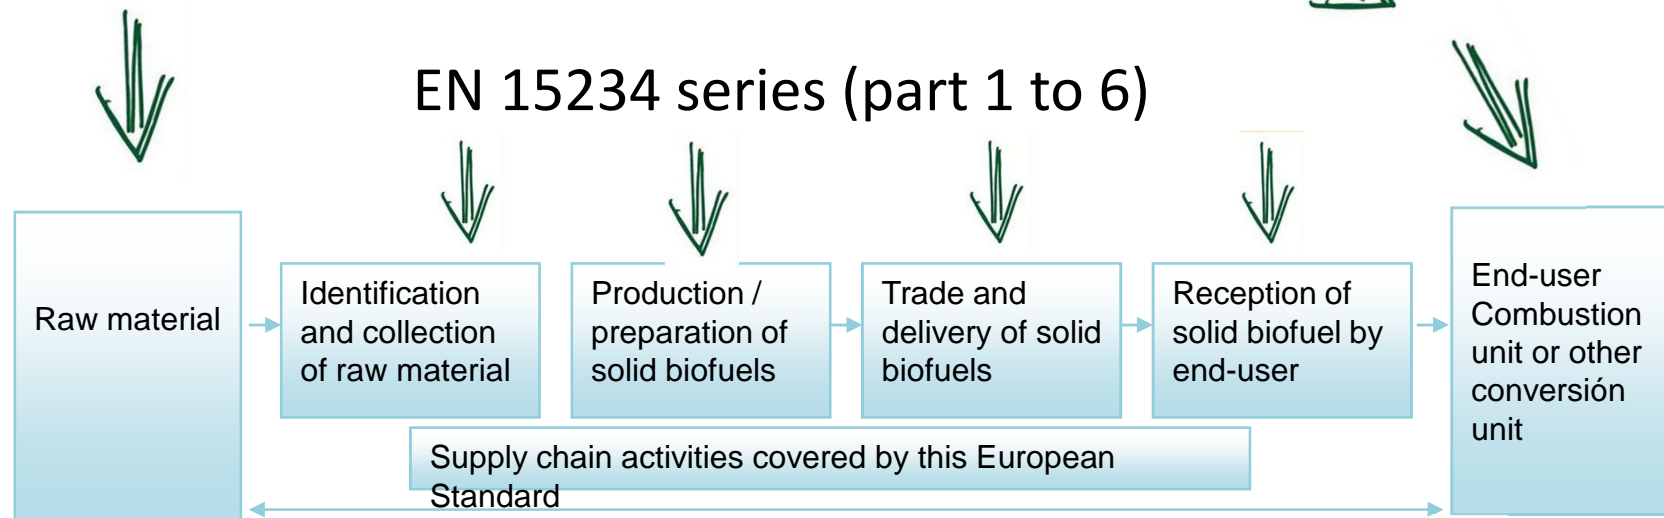 EN 15234 series (part 1 to 6)
Raw material
Identification
and collection
of raw material
Production /
preparation of
solid biofuels
Trade and
delivery of solid
biofuels
Reception of
solid biofuel by
end-user
End-user
Combustion
unit or other
conversión
unit
Supply chain activities covered by this European
Standard